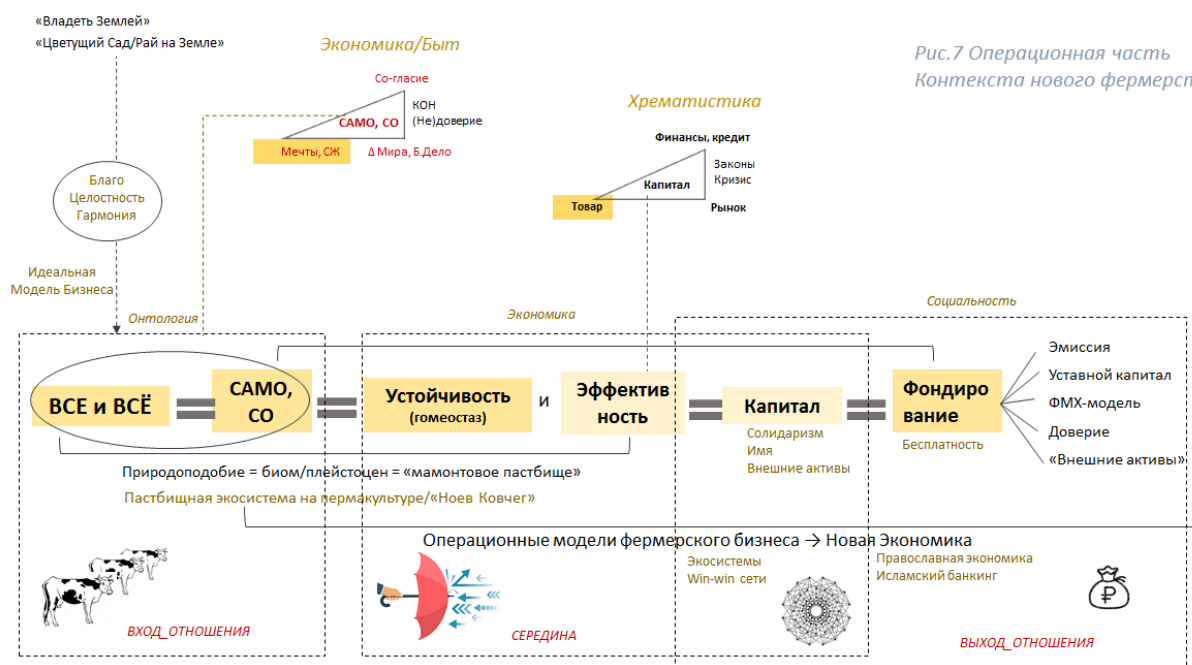 «Владеть Землей»
«Цветущий Сад/Рай на Земле»
Экономика/Быт
Рис.7 Операционная часть
Контекста нового фермерст
Со-гласие
КОН
(Не)доверие
САМО, СО
Мечты, СЖ
Δ Мира, Б.Дело
Хрематистика
Финансы, кредит
Законы
Кризис
Капитал
Товар
Рынок
Благо
Целостность
Гармония
Идеальная
Модель Бизнеса
Онтология
Экономика
Социальность
ВСЕ и ВСЁ
=
САМО,
СО
=
Устойчивость
(гомеостаз)
и
Эффектив
ность
=
Капитал
=
Фондиро
вание
Солидаризм
Имя
Внешние активы
Бесплатность
Эмиссия
Уставной капитал
ФМХ-модель
Доверие
«Внешние активы»
Природоподобие = биом/плейстоцен = «мамонтовое пастбище»
Пастбищная экосистема на пермакультуре/«Ноев Ковчег»
Операционные модели фермерского бизнеса → Новая Экономика
Экосистемы
Win-win сети
Православная экономика
Исламский банкинг
₽
ВХОД_ОТНОШЕНИЯ
СЕРЕДИНА
ВЫХОД_ОТНОШЕНИЯ